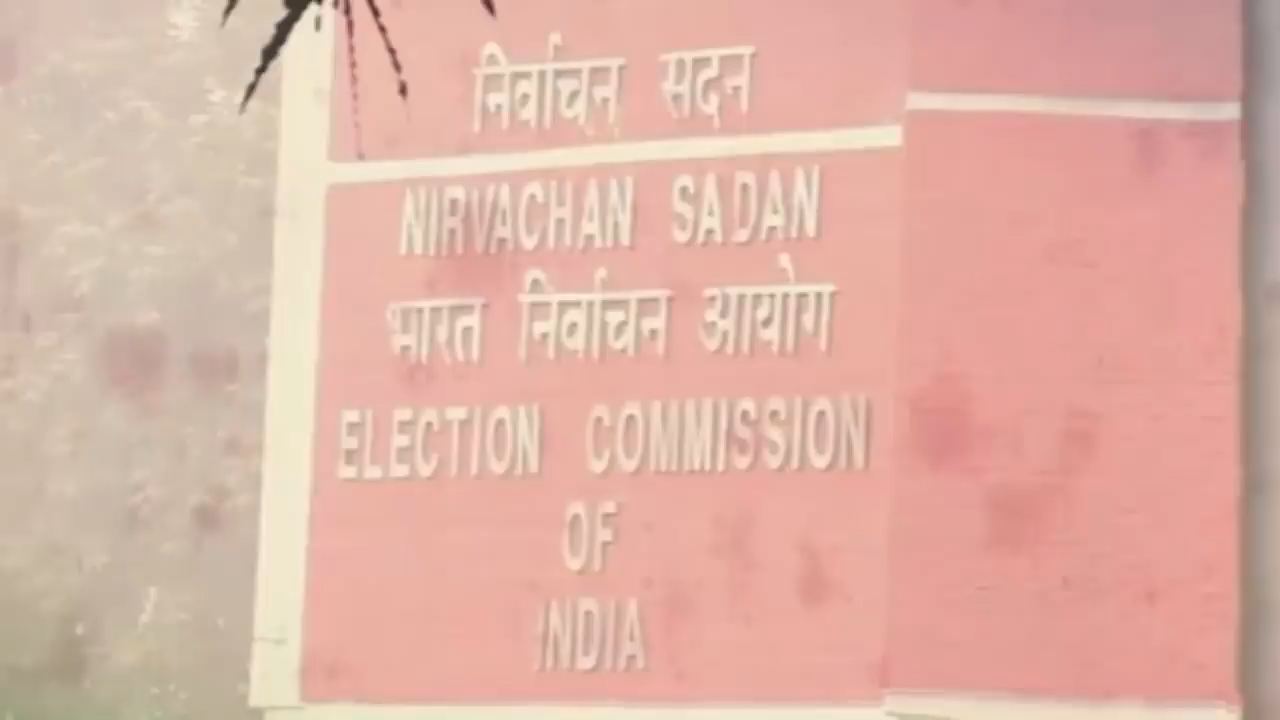 निर्वाचन सदन
NIRVACHAN SADAN
भारत निर्वाचन आयोग
ELECTION COMMISSION
OF
INDIA